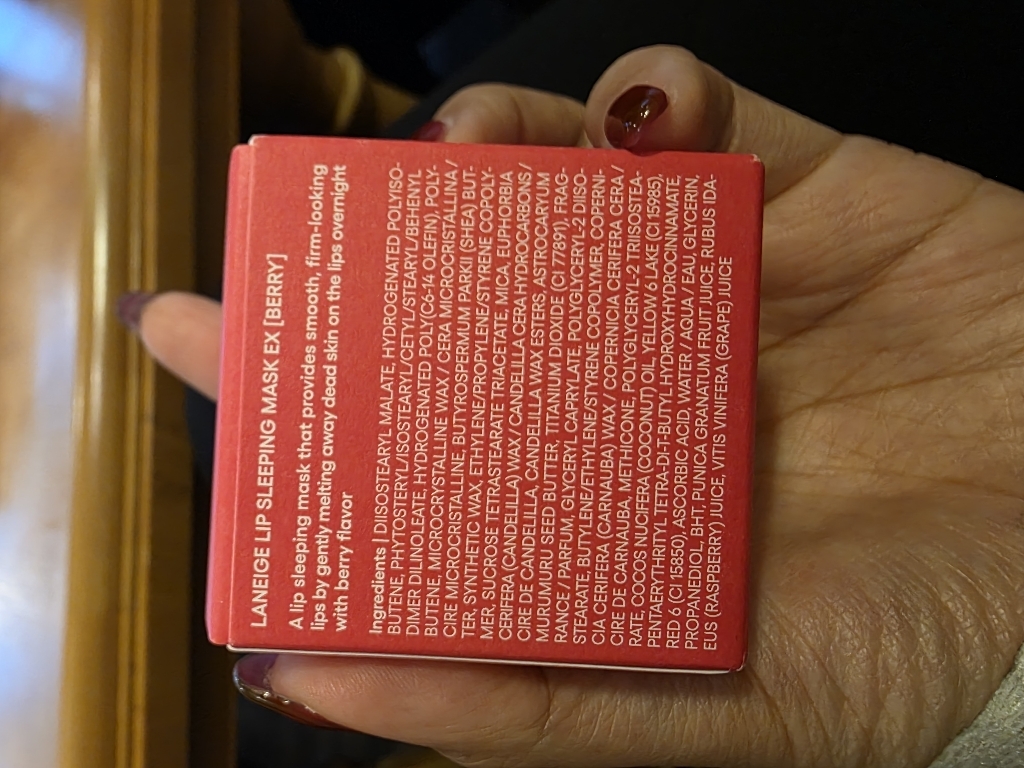 LANEIGE LIP SLEEPING MASK EX [BERRY]
A lip sleeping mask that provides smooth, firm-looking
lips by gently melting away dead skin on the lips overnight
with berry flavor
Ingredients | DIISOSTEARYL MALATE, HYDROGENATED POLYISO-
BUTENE, PHYTOSTERYL/ISOSTEARYL/CETYL/STEARYL/BEHENYL
DIMER DILINOLEATE, HYDROGENATED POLY(C6-14 OLEFIN), POLY-
BUTENE, MICROCRYSTALLINE WAX / CERA MICROCRISTALLINA /
CIRE MICROCRISTALLINE, BUTYROSPERMUM PARKII (SHEA) BUT-
TER, SYNTHETIC WAX, ETHYLENE/PROPYLENE/STYRENE COPOLY-
MER, SUCROSE TETRASTEARATE TRIACETATE, MICA, EUPHORBIA
CERIFERA (CANDELILLA) WAX / CANDELILLA CERA HYDROCARBONS /
CIRE DE CANDELILLA, CANDELILLA WAX ESTERS, ASTROCARYUM
MURUMURU SEED BUTTER, TITANIUM DIOXIDE (CI 77891), FRAG-
RANCE / PARFUM, GLYCERYL CAPRYLATE, POLYGLYCERYL-2 DIISO-
STEARATE, BUTYLENE/ETHYLENE/STYRENE COPOLYMER, COPERNI-
CIA CERIFERA (CARNAUBA) WAX / COPERNICIA CERIFERA CERA /
CIRE DE CARNAUBA, METHICONE, POLYGLYCERYL-2 TRIISOSTEA-
RATE, COCOS NUCIFERA (COCONUT) OIL, YELLOW 6 LAKE (CI 15985),
PENTAERYTHRITYL TETRA-DI-T-BUTYL HYDROXYHYDROCINNAMATE,
RED 6 (CI 15850), ASCORBIC ACID, WATER / AQUA / EAU, GLYCERIN,
PROPANEDIOL, BHT, PUNICA GRANATUM FRUIT JUICE, RUBUS IDA-
EUS (RASPBERRY) JUICE, VITIS VINIFERA (GRAPE) JUICE